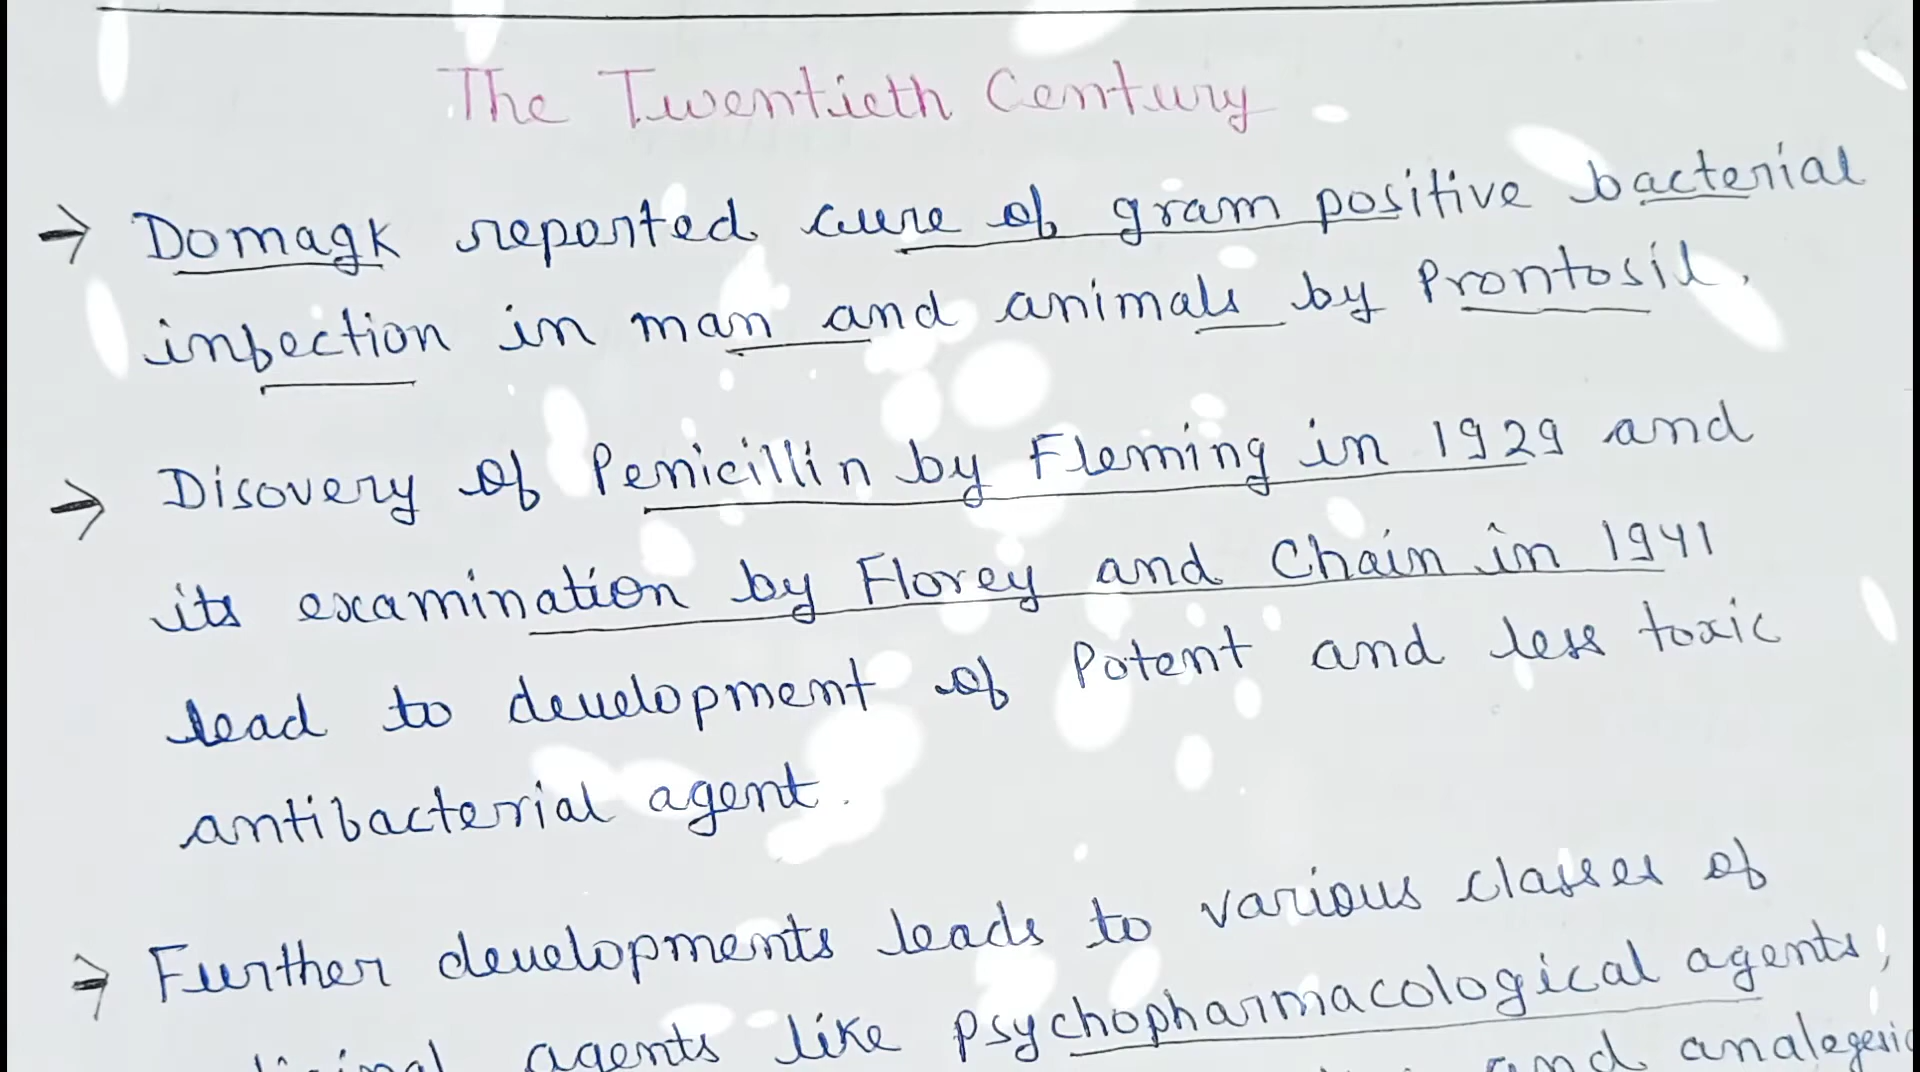 The Twentieth Century
→ Domagk reported cure of gram positive bacterial
infection in man and animals by Prontosil.
→ Disovery of Penicillin by Fleming in 1929 and
its examination by Florey and Chain in 1941
lead to development of Potent and less toxic
antibacterial agent.
→ Further developments leads to various classes of
agents like psychopharmacological agents,
and